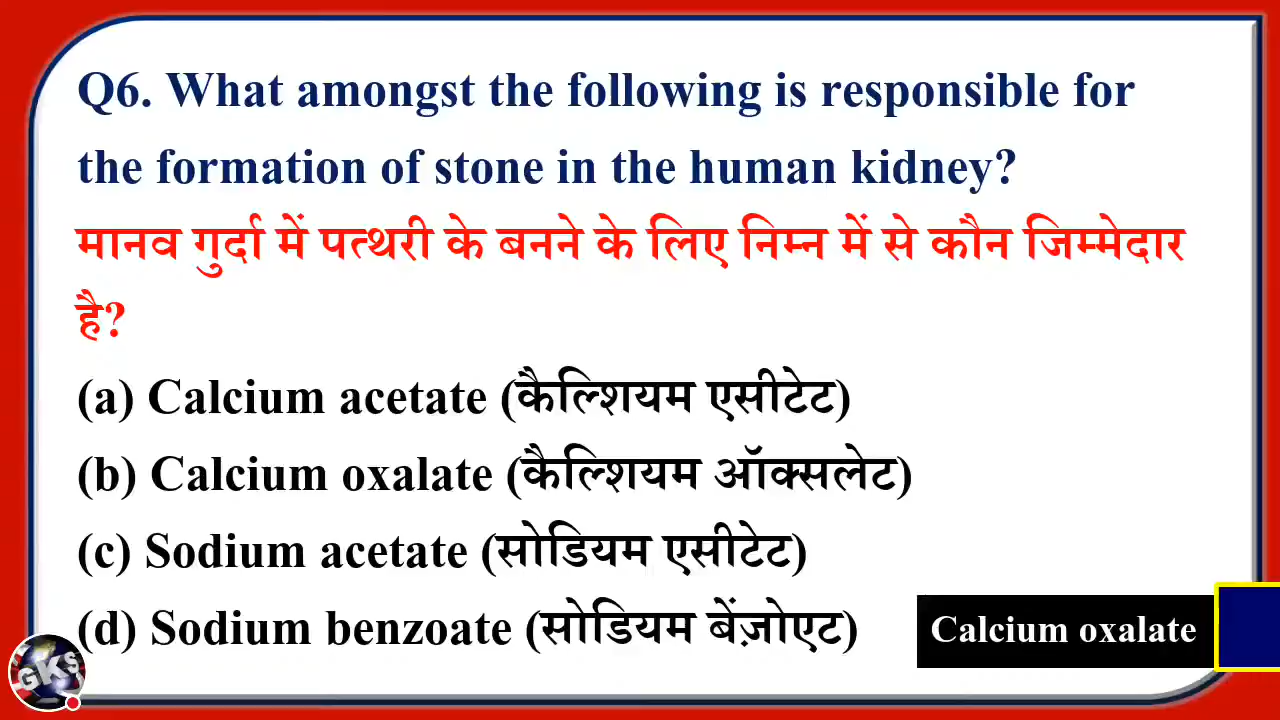 Q6. What amongst the following is responsible for
the formation of stone in the human kidney?
मानव गुर्दा में पत्थरी के बनने के लिए निम्न में से कौन जिम्मेदार
है?
(a) Calcium acetate (कैल्शियम एसीटेट)
(b) Calcium oxalate (कैल्शियम ऑक्सलेट)
(c) Sodium acetate (सोडियम एसीटेट)
(d) Sodium benzoate (सोडियम बेंज़ोएट)
Calcium oxalate
GKS